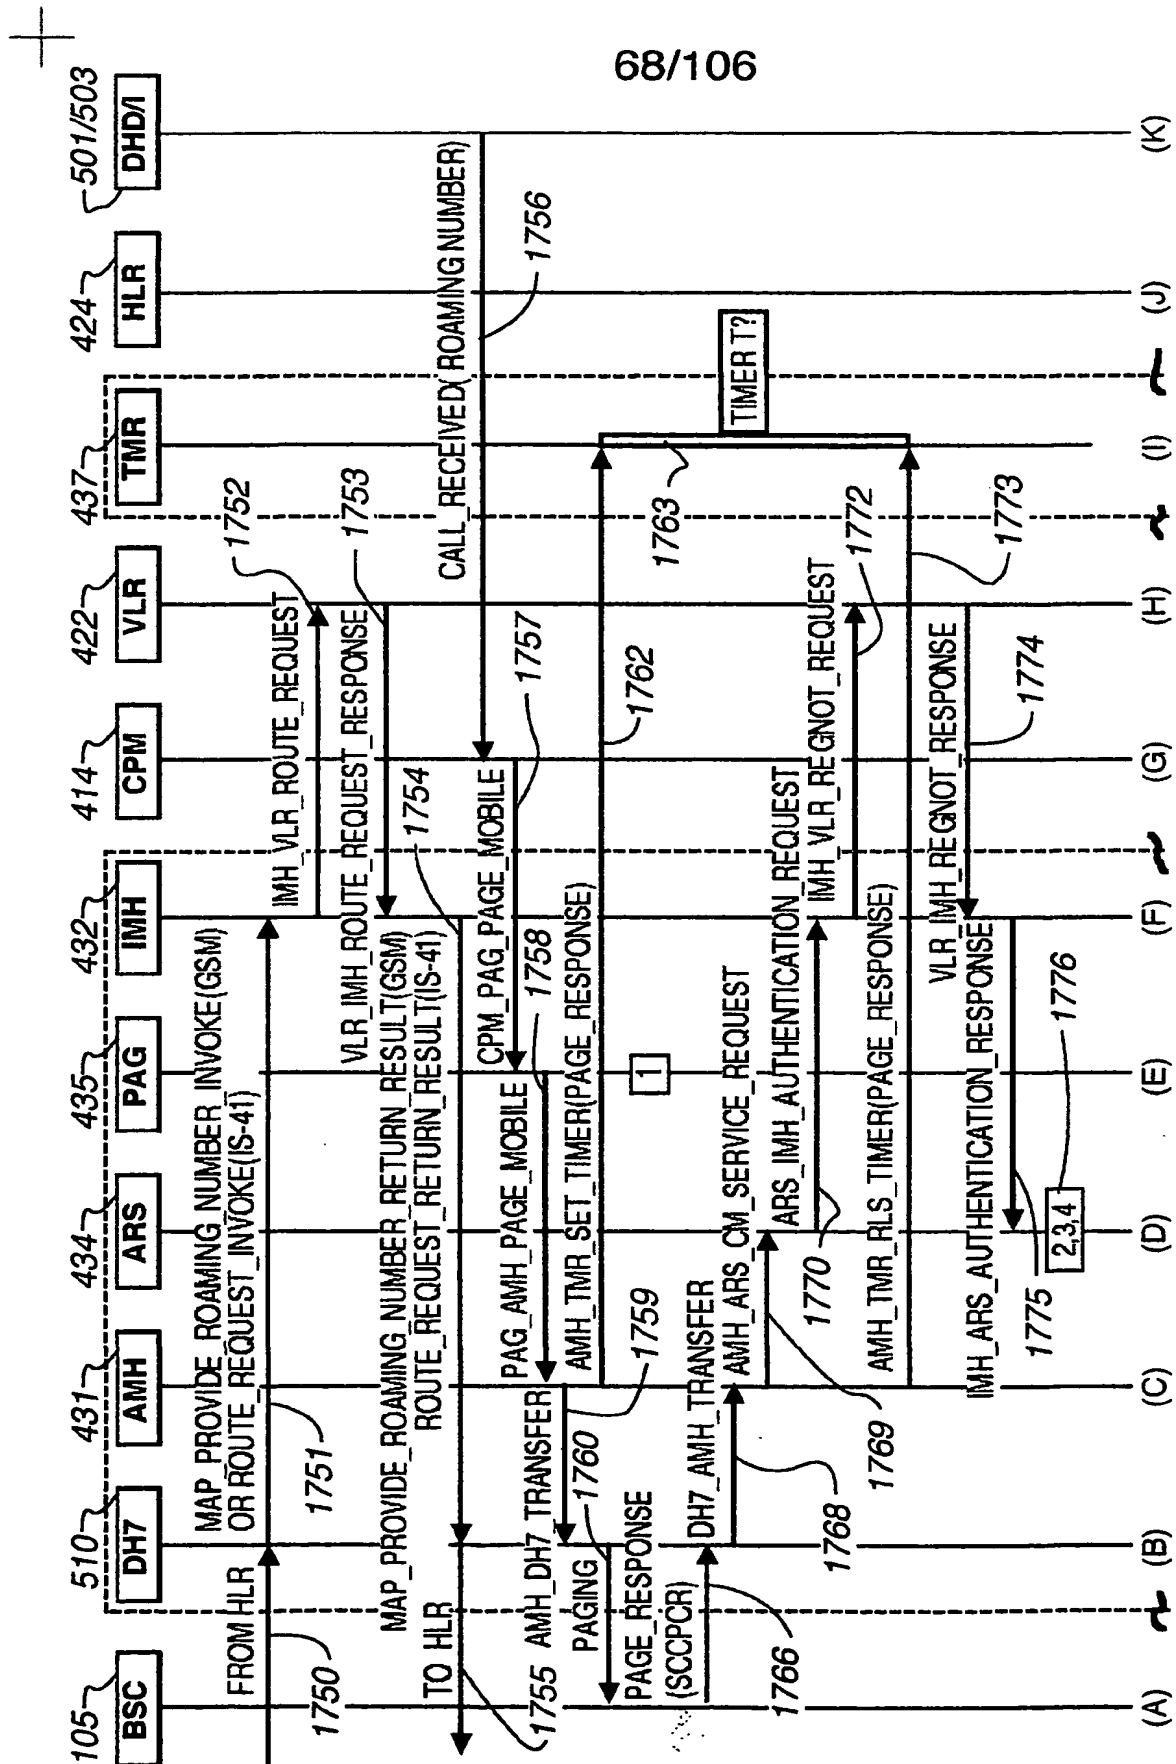 68/106
105
510
431
434
435
432
414
422
437
424
501/503
BSC
DH7
AMH
ARS
PAG
IMH
CPM
VLR
TMR
HLR
DHD/I
FROM HLR
1750
MAP_PROVIDE_ROAMING_NUMBER_INVOKE(GSM)
OR ROUTE_REQUEST_INVOKE(IS-41)
1751
IMH_VLR_ROUTE_REQUEST
1752
VLR_IMH_ROUTE_REQUEST_RESPONSE
1753
MAP_PROVIDE_ROAMING_NUMBER_RETURN_RESULT(GSM)
ROUTE_REQUEST_RETURN_RESULT(IS-41)
1754
TO HLR
1755
CALL_RECEIVED(ROAMING NUMBER)
1756
CPM_PAG_PAGE_MOBILE
1757
PAG_AMH_PAGE_MOBILE
1758
AMH_DH7_TRANSFER
1759
PAGING
1760
AMH_TMR_SET_TIMER(PAGE_RESPONSE)
1762
1763
TIMER T?
1
PAGE_RESPONSE
(SCCPCR)
1766
DH7_AMH_TRANSFER
1768
AMH_ARS_CM_SERVICE_REQUEST
1769
ARS_IMH_AUTHENTICATION_REQUEST
1770
IMH_VLR_REGNOT_REQUEST
1772
AMH_TMR_RLS_TIMER(PAGE_RESPONSE)
1773
VLR_IMH_REGNOT_RESPONSE
1774
IMH_ARS_AUTHENTICATION_RESPONSE
1775
2,3,4
1776
(A)
(B)
(C)
(D)
(E)
(F)
(G)
(H)
(I)
(J)
(K)